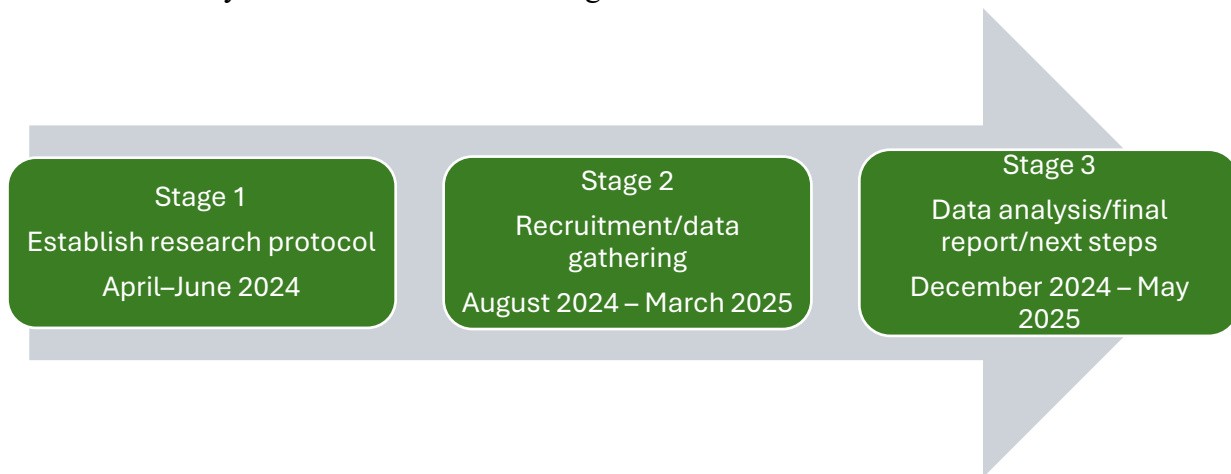 Stage 1
Establish research protocol
April–June 2024
Stage 2
Recruitment/data
gathering
August 2024 – March 2025
Stage 3
Data analysis/final
report/next steps
December 2024 – May
2025